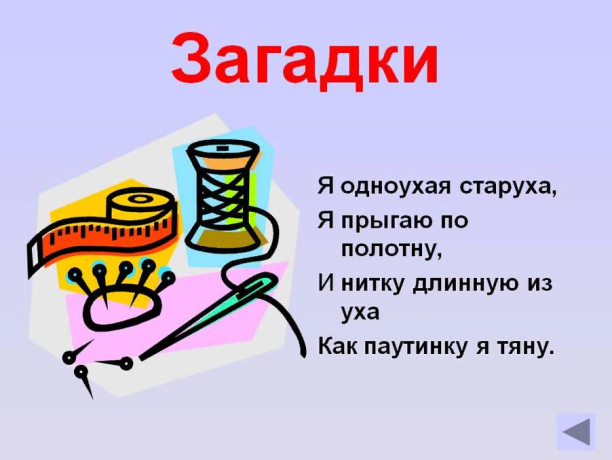 Загадки
Я одноухая старуха,
Я прыгаю по
полотну,
И нитку длинную из
уха
Как паутинку я тяну.